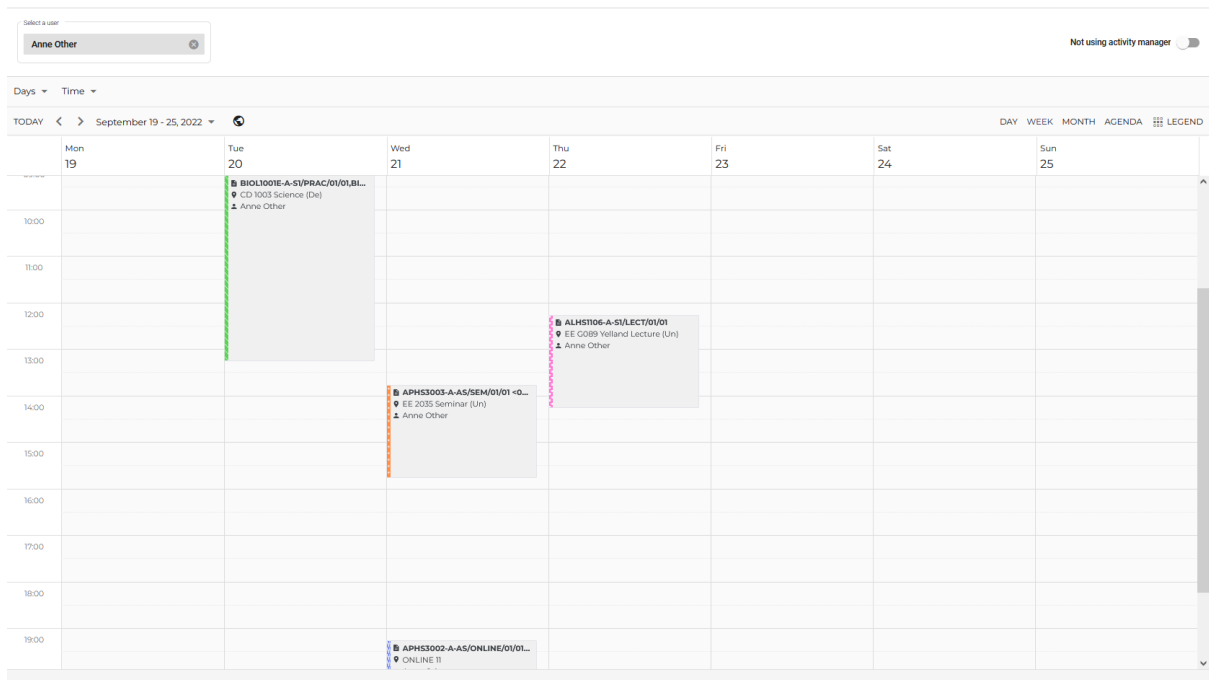 Select a user
Anne Other
Not using activity manager
Days Time
TODAY September 19 - 25, 2022 DAY WEEK MONTH AGENDA LEGEND
Mon Tue Wed Thu Fri Sat Sun
19 20 21 22 23 24 25
BIOL1001E-A-S1/PRAC/01/01,BI...
CD 1003 Science (De)
Anne Other
10:00
11:00
12:00
ALHS1106-A-S1/LECT/01/01
EE G089 Yelland Lecture (Un)
Anne Other
13:00
APHS3003-A-AS/SEM/01/01 <0...
EE 2035 Seminar (Un)
Anne Other
14:00
15:00
16:00
17:00
18:00
19:00
APHS3002-A-AS/ONLINE/01/01...
ONLINE 11